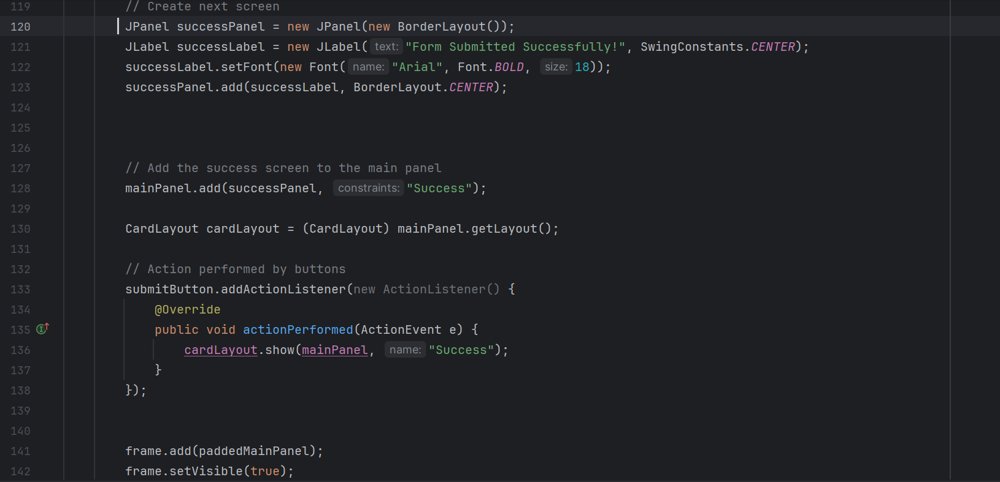 119 // Create next screen
120 JPanel successPanel = new JPanel(new BorderLayout());
121 JLabel successLabel = new JLabel( text: "Form Submitted Successfully!", SwingConstants.CENTER);
122 successLabel.setFont(new Font( name: "Arial", Font.BOLD, size: 18));
123 successPanel.add(successLabel, BorderLayout.CENTER);
124
125
126
127 // Add the success screen to the main panel
128 mainPanel.add(successPanel, constraints: "Success");
129
130 CardLayout cardLayout = (CardLayout) mainPanel.getLayout();
131
132 // Action performed by buttons
133 submitButton.addActionListener(new ActionListener() {
134 @Override
135 public void actionPerformed(ActionEvent e) {
136 cardLayout.show(mainPanel, name: "Success");
137 }
138 });
139
140
141 frame.add(paddedMainPanel);
142 frame.setVisible(true);